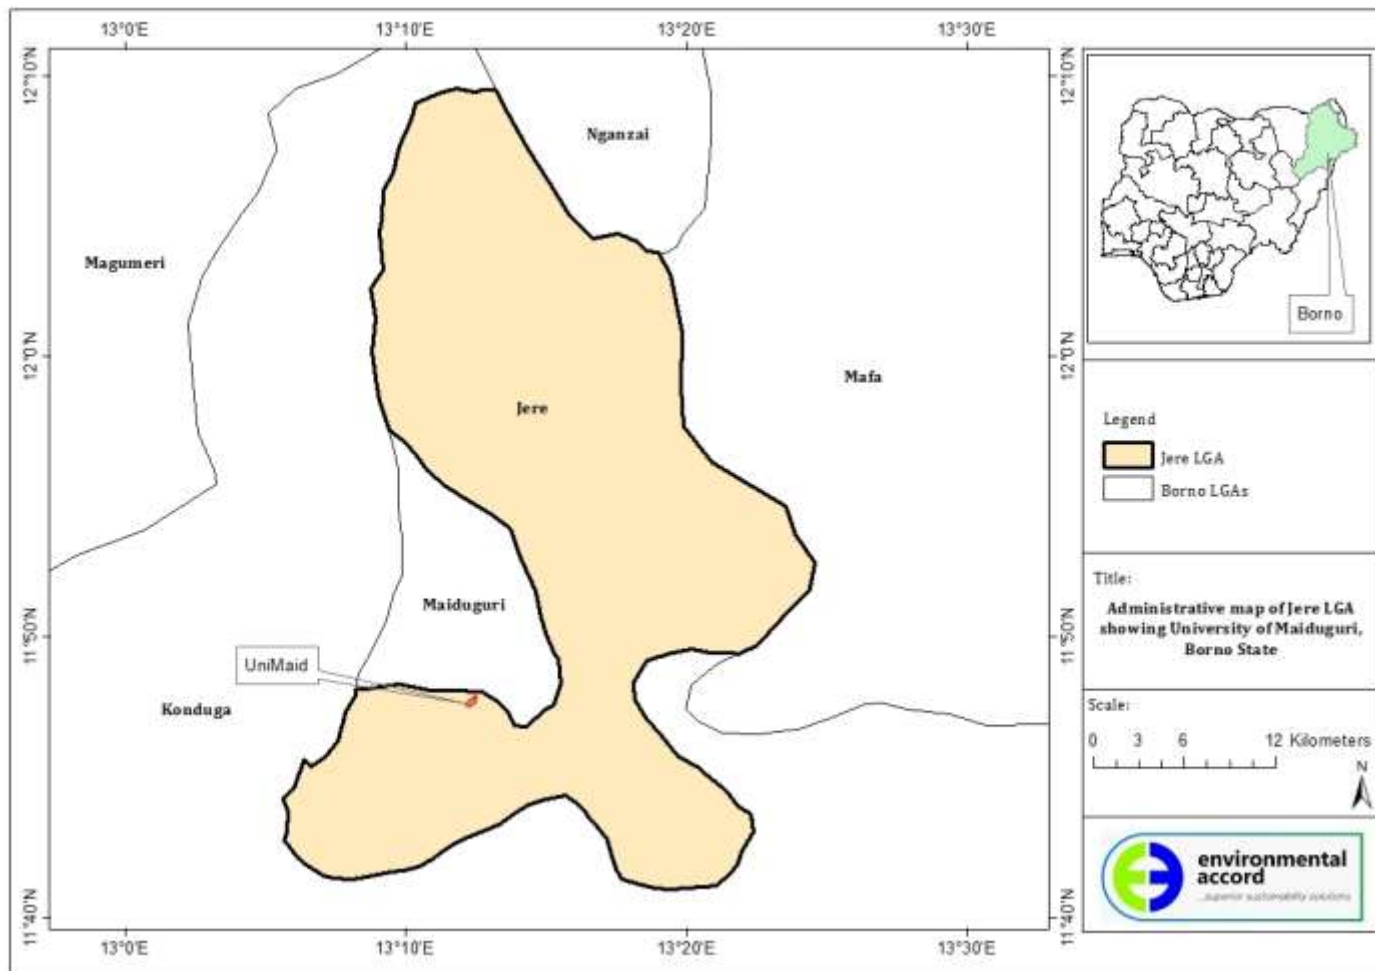 13°0'E
13°10'E
13°20'E
13°30'E
12°10'N
12°10'N
Nganzai
Magumeri
Borno
12°0'N
Mafa
12°0'N
Jere
Legend
Jere LGA
Borno LGAs
Title:
Administrative map of Jere LGA
showing University of Maiduguri,
Borno State
Maiduguri
11°50'N
11°50'N
UniMaid
Konduga
Scale:
0 3 6 12 Kilometers
N
environmental
accord
...superior sustainability solutions
11°40'N
11°40'N
13°0'E
13°10'E
13°20'E
13°30'E